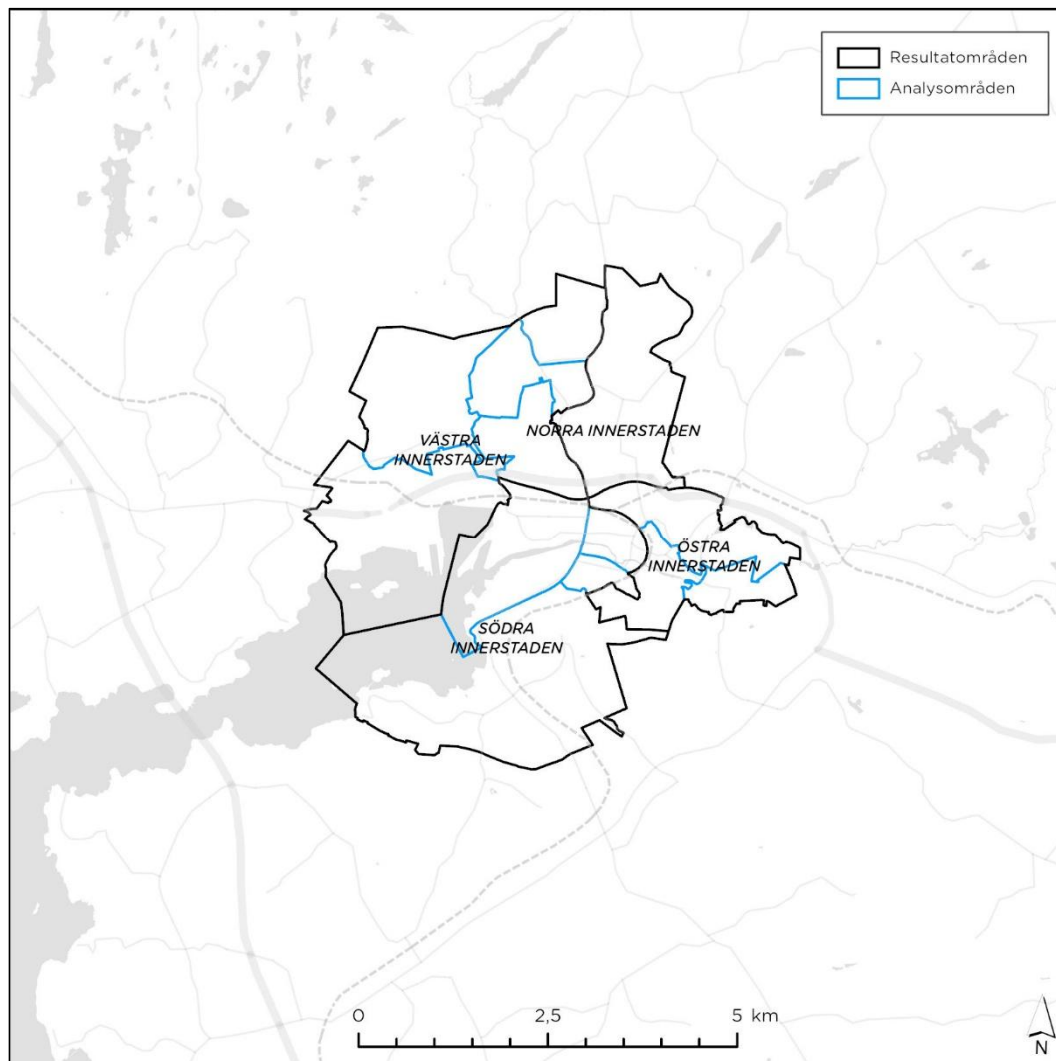 Resultatområden
Analysområden
NORRA INNERSTADEN
VÄSTRA
INNERSTADEN
ÖSTRA
INNERSTADEN
SÖDRA
INNERSTADEN
0 2,5 5 km
N